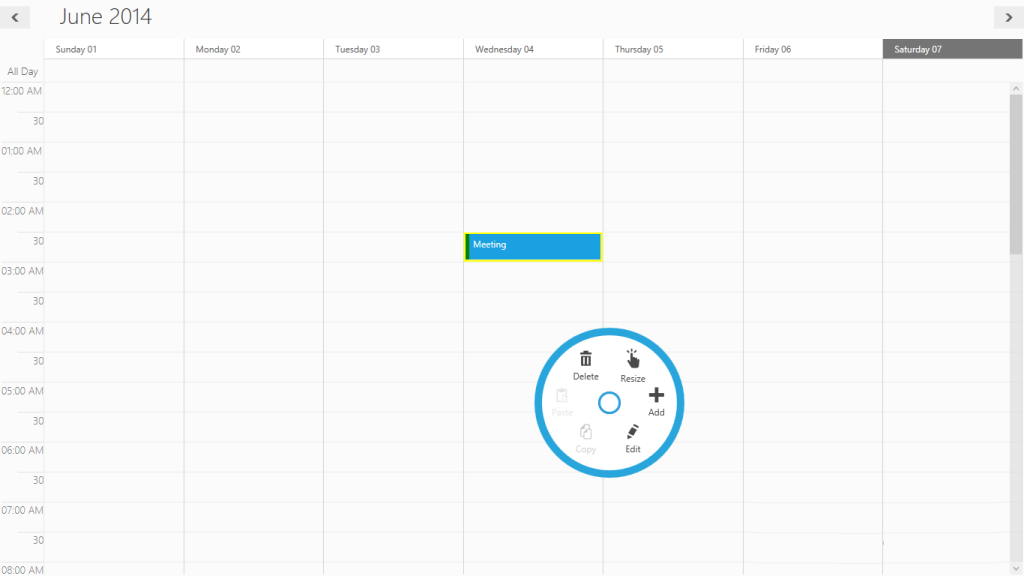 June 2014
Sunday 01
Monday 02
Tuesday 03
Wednesday 04
Thursday 05
Friday 06
Saturday 07
All Day
12:00 AM
30
01:00 AM
30
02:00 AM
30
Meeting
03:00 AM
30
04:00 AM
30
Delete
Resize
05:00 AM
Paste
Add
30
06:00 AM
Copy
Edit
30
07:00 AM
30
08:00 AM